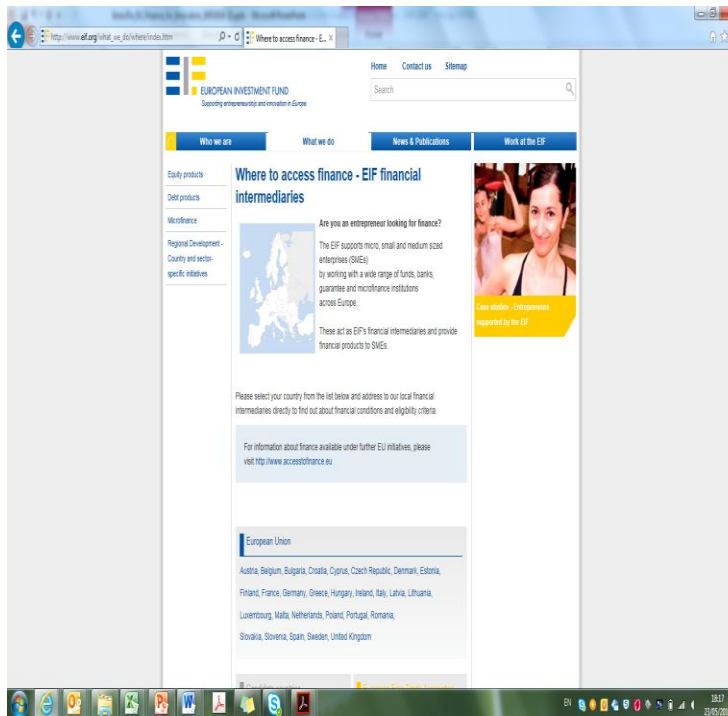 http://www.eif.org/what_we_do/where/index.htm
Where to access finance - E...
Home Contact us Sitemap
EUROPEAN INVESTMENT FUND
Supporting entrepreneurship and innovation in Europe
Search
Who we are What we do News & Publications Work at the EIF
Equity products
Debt products
Microfinance
Regional Development -
Country and sector-
specific initiatives
Where to access finance - EIF financial
intermediaries
Are you an entrepreneur looking for finance?
The EIF supports micro, small and medium sized
enterprises (SMEs)
by working with a wide range of funds, banks,
guarantee and microfinance institutions
across Europe.
These act as EIF's financial intermediaries and provide
financial products to SMEs.
Case studies - Entrepreneurs
supported by the EIF
Please select your country from the list below and address to our local financial
intermediaries directly to find out about financial conditions and eligibility criteria.
For information about finance available under further EU initiatives, please
visit http://www.accesstofinance.eu
European Union
Austria, Belgium, Bulgaria, Croatia, Cyprus, Czech Republic, Denmark, Estonia,
Finland, France, Germany, Greece, Hungary, Ireland, Italy, Latvia, Lithuania,
Luxembourg, Malta, Netherlands, Poland, Portugal, Romania,
Slovakia, Slovenia, Spain, Sweden, United Kingdom
EN
18:17